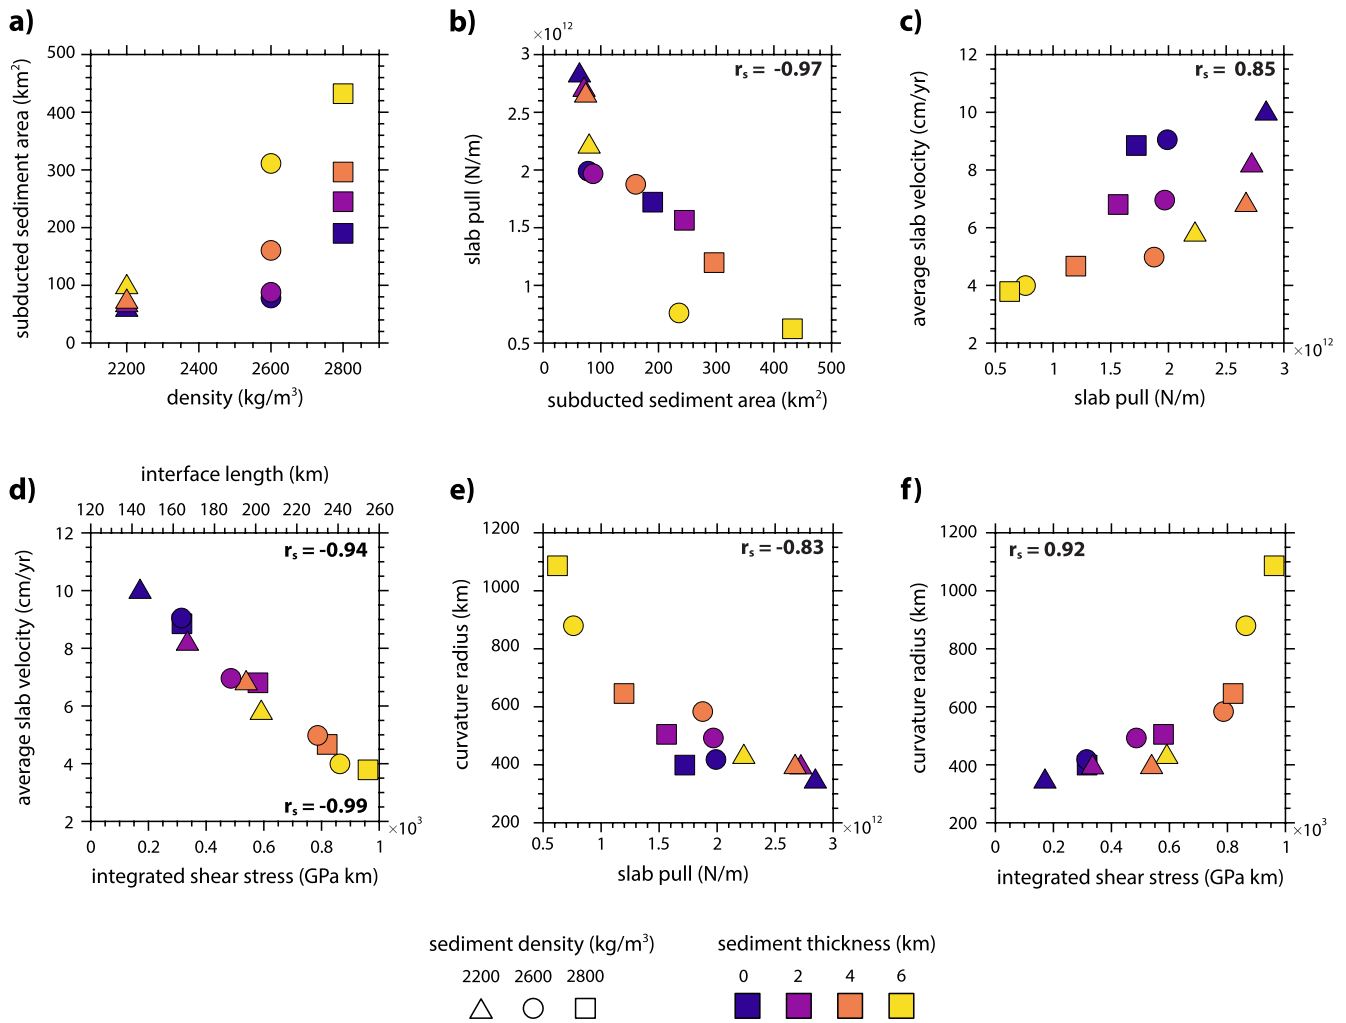 a)
500
400
300
200
100
0
subducted sediment area (km²)
2200 2400 2600 2800
density (kg/m³)
b)
×10¹²
3
2.5
2
1.5
1
0.5
slab pull (N/m)
rs = -0.97
0 100 200 300 400 500
subducted sediment area (km²)
c)
12
10
8
6
4
2
average slab velocity (cm/yr)
rs = 0.85
0.5 1 1.5 2 2.5 3
×10¹²
slab pull (N/m)
d)
interface length (km)
120 140 160 180 200 220 240 260
12
10
8
6
4
2
average slab velocity (cm/yr)
rs = -0.94
rs = -0.99
0 0.2 0.4 0.6 0.8 1
×10³
integrated shear stress (GPa km)
e)
1200
1000
800
600
400
200
curvature radius (km)
rs = -0.83
0.5 1 1.5 2 2.5 3
×10¹²
slab pull (N/m)
f)
1200
1000
800
600
400
200
curvature radius (km)
rs = 0.92
0 0.2 0.4 0.6 0.8 1
×10³
integrated shear stress (GPa km)
sediment density (kg/m³)
2200 2600 2800
sediment thickness (km)
0 2 4 6